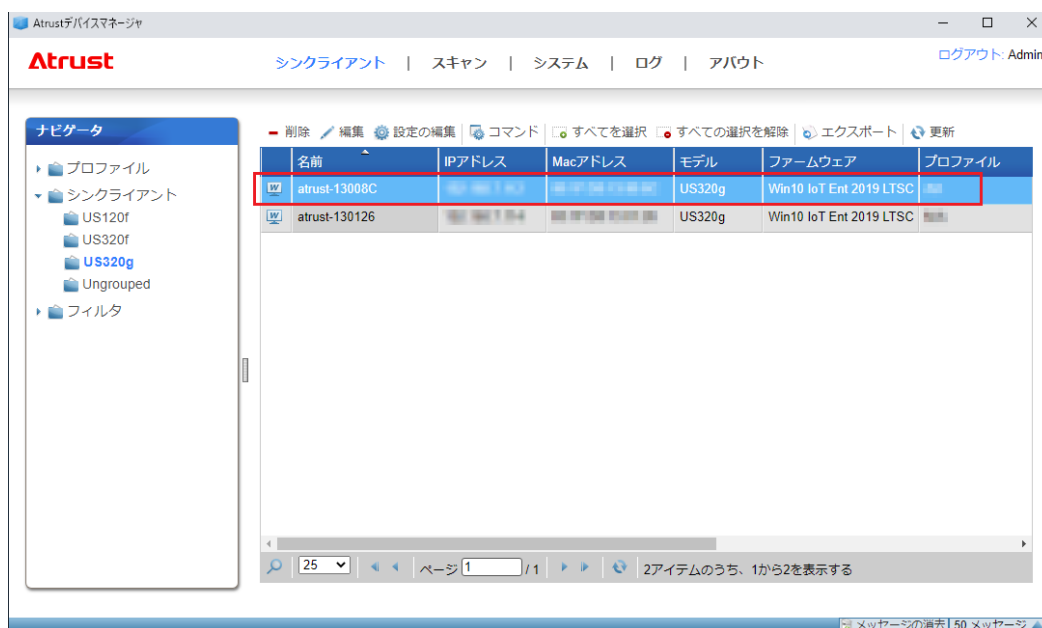 Atrustデバイスマネージャ
Atrust
シンクライアント | スキャン | システム | ログ | アバウト
ログアウト: Admin
ナビゲータ
プロファイル
シンクライアント
US120f
US320f
US320g
Ungrouped
フィルタ
削除 編集 設定の編集 コマンド すべてを選択 すべての選択を解除 エクスポート 更新
名前 IPアドレス Macアドレス モデル ファームウェア プロファイル
atrust-13008C US320g Win10 IoT Ent 2019 LTSC
atrust-130126 US320g Win10 IoT Ent 2019 LTSC
25 ページ 1 / 1 2アイテムのうち、1から2を表示する
メッセージの消去 | 50 メッセージ